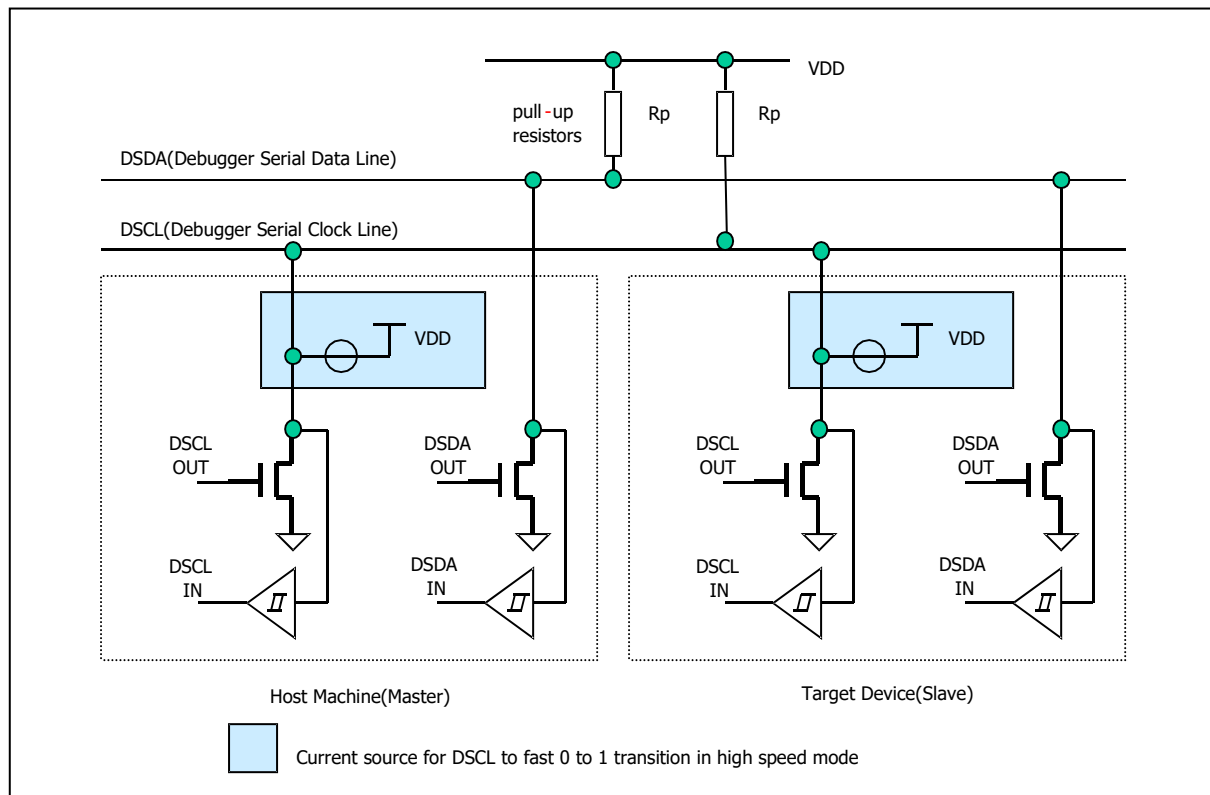 VDD
pull-up Rp Rp
resistors
DSDA(Debugger Serial Data Line)
DSCL(Debugger Serial Clock Line)
VDD VDD
DSCL DSDA DSCL DSDA
OUT OUT OUT OUT
DSCL DSDA DSCL DSDA
IN IN IN IN
Host Machine(Master) Target Device(Slave)
Current source for DSCL to fast 0 to 1 transition in high speed mode